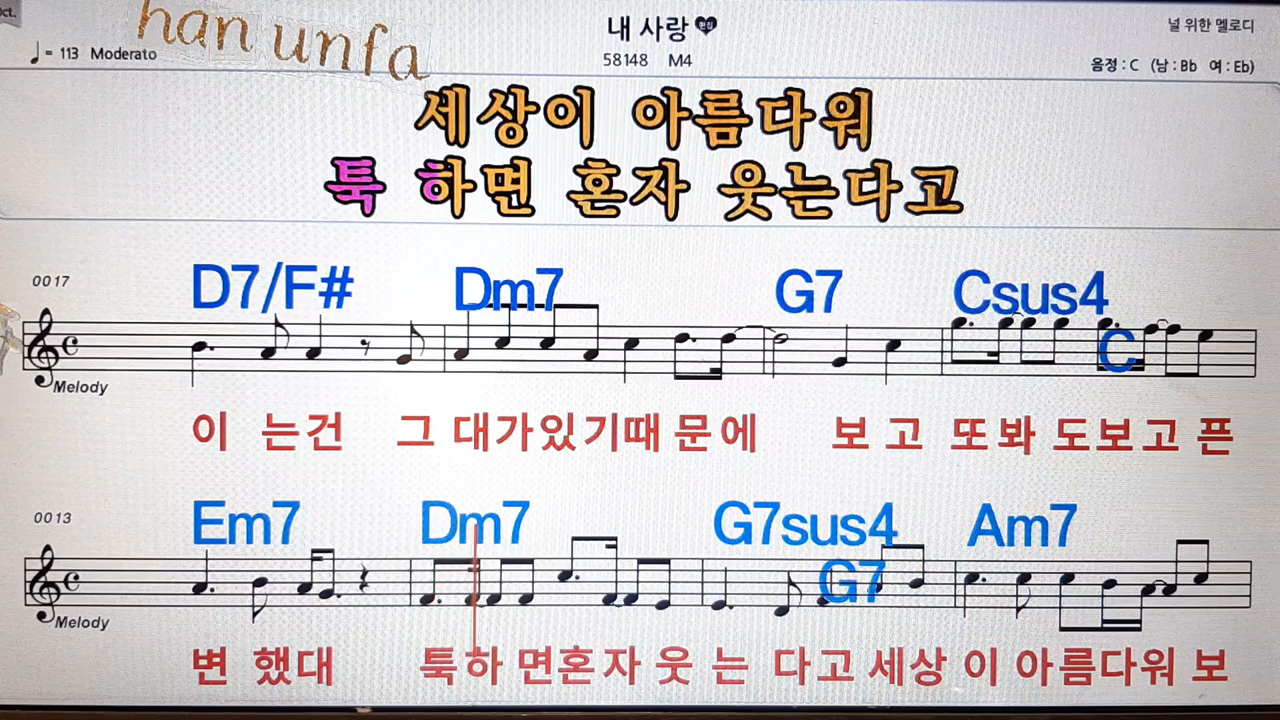 Oct.
han unfa
내 사랑
편집
널 위한 멜로디
♩= 113 Moderato
58148 M4
음정 : C (남 : Bb 여 : Eb)
세상이 아름다워
툭 하면 혼자 웃는다고
0017
D7/F# Dm7 G7 Csus4
C
Melody
이 는건 그 대가있기때 문에 보 고 또봐 도보고 픈
0013
Em7 Dm7 G7sus4 Am7
G7
Melody
변 했대 툭하 면혼자 웃 는 다고 세상 이 아름다워 보